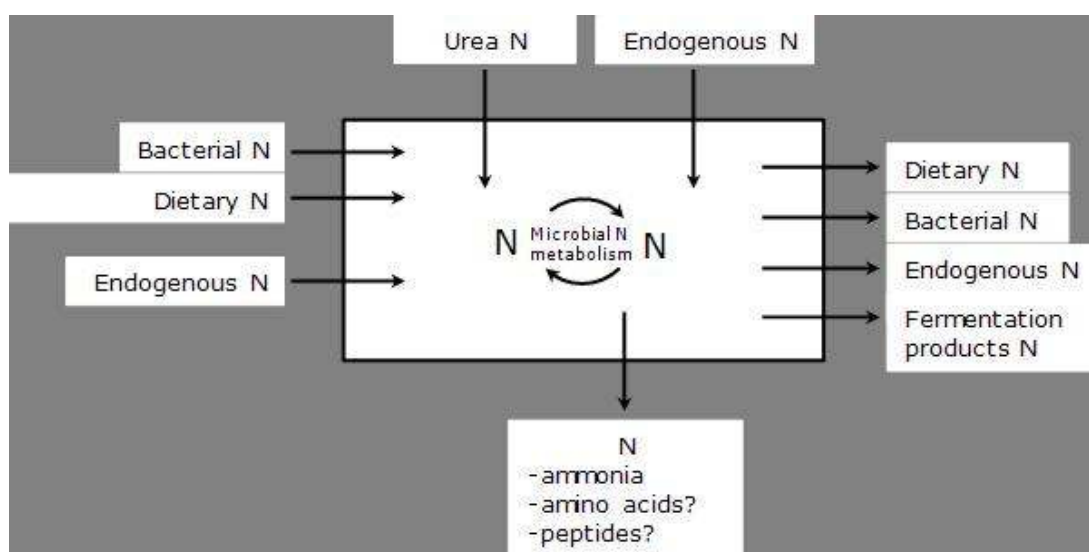 Urea N
Endogenous N
Bacterial N
Dietary N
Endogenous N
N
Microbial N
metabolism
N
Dietary N
Bacterial N
Endogenous N
Fermentation
products N
N
-ammonia
-amino acids?
-peptides?